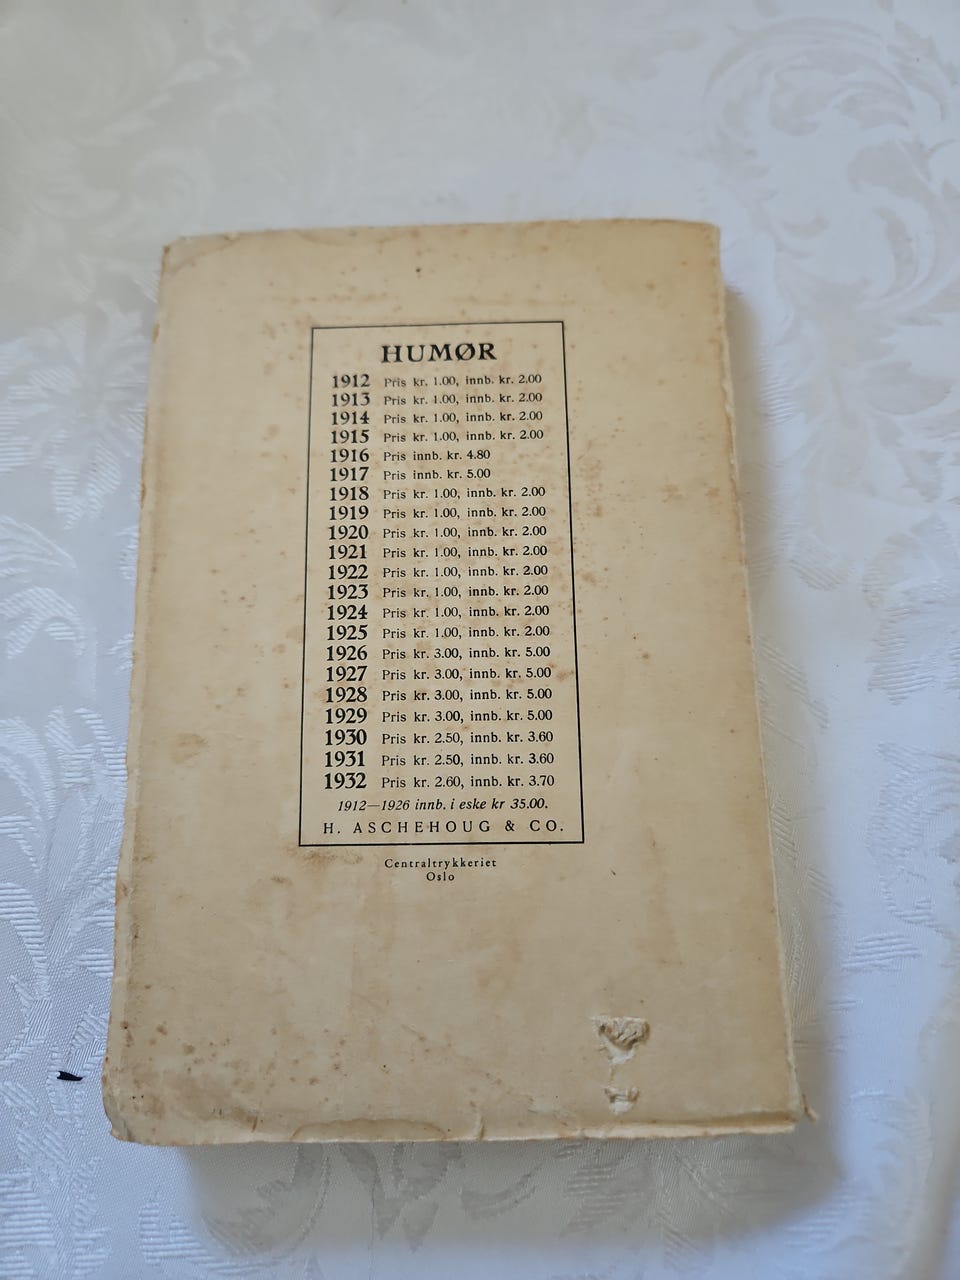 HUMØR
1912 Pris kr. 1.00, innb. kr. 2.00
1913 Pris kr. 1.00, innb. kr. 2.00
1914 Pris kr. 1.00, innb. kr. 2.00
1915 Pris kr. 1.00, innb. kr. 2.00
1916 Pris innb. kr. 4.80
1917 Pris innb. kr. 5.00
1918 Pris kr. 1.00, innb. kr. 2.00
1919 Pris kr. 1.00, innb. kr. 2.00
1920 Pris kr. 1.00, innb. kr. 2.00
1921 Pris kr. 1.00, innb. kr. 2.00
1922 Pris kr. 1.00, innb. kr. 2.00
1923 Pris kr. 1.00, innb. kr. 2.00
1924 Pris kr. 1.00, innb. kr. 2.00
1925 Pris kr. 1.00, innb. kr. 2.00
1926 Pris kr. 3.00, innb. kr. 5.00
1927 Pris kr. 3.00, innb. kr. 5.00
1928 Pris kr. 3.00, innb. kr. 5.00
1929 Pris kr. 3.00, innb. kr. 5.00
1930 Pris kr. 2.50, innb. kr. 3.60
1931 Pris kr. 2.50, innb. kr. 3.60
1932 Pris kr. 2.60, innb. kr. 3.70
1912—1926 innb. i eske kr 35.00.
H. ASCHEHOUG & CO.
Centraltrykkeriet
Oslo